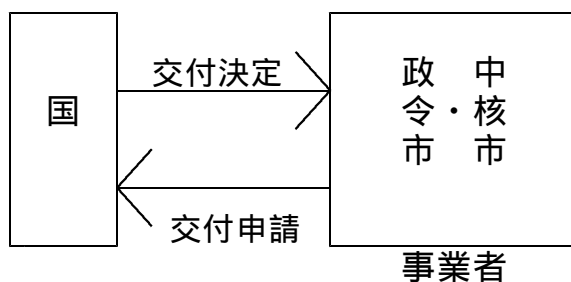 国
交付決定
交付申請
政令市・中核市
事業者